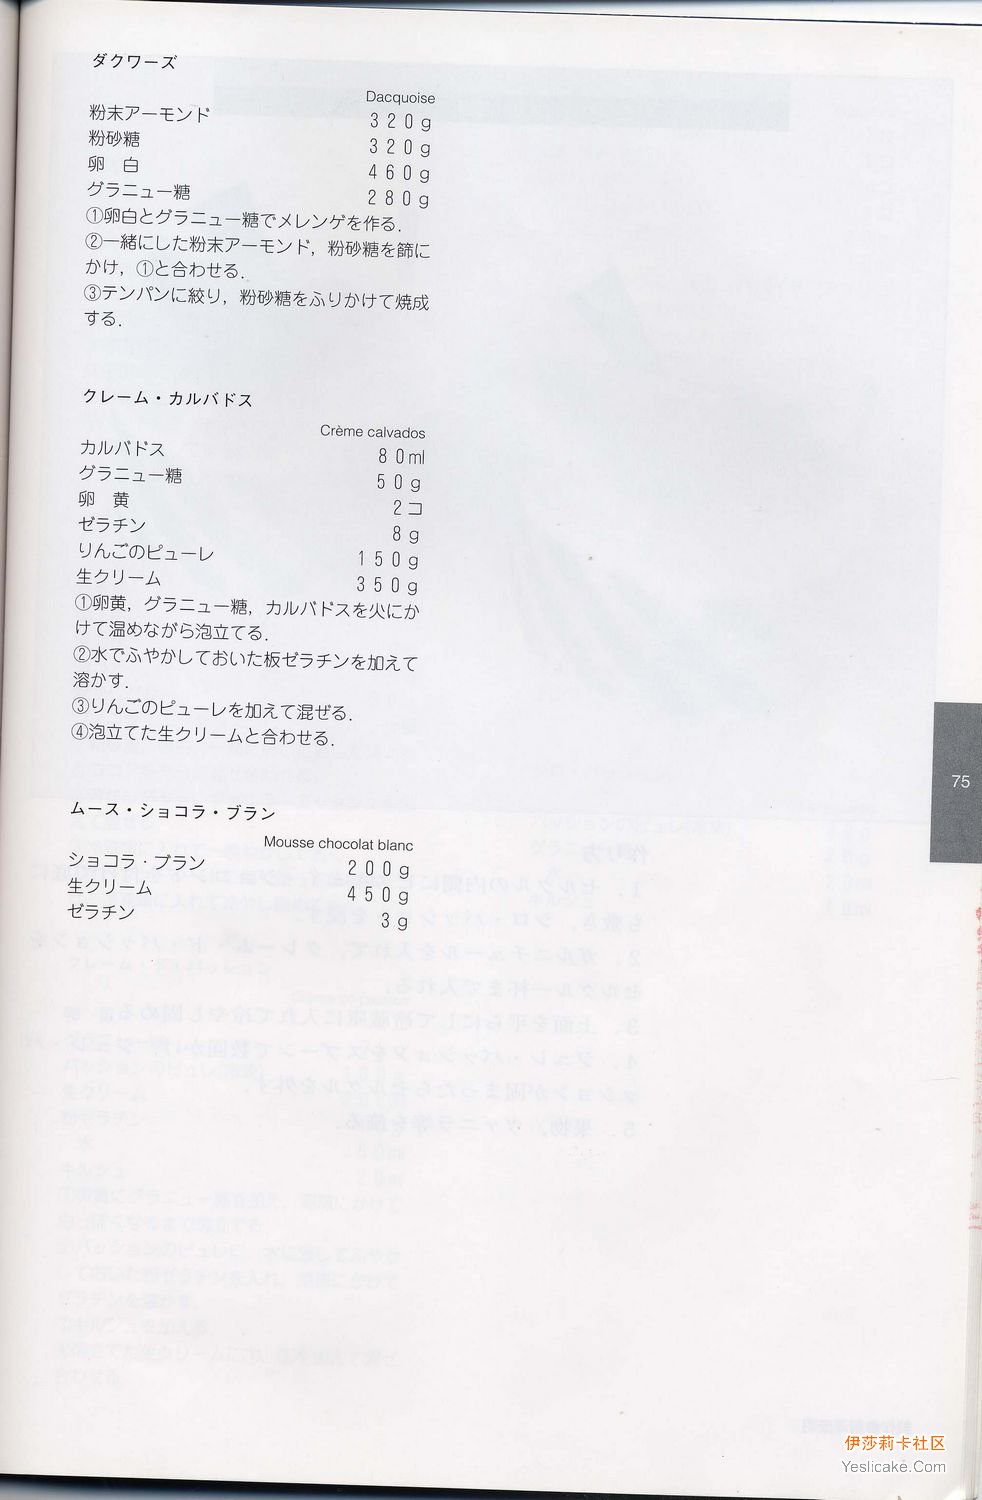 ダクワーズ
Dacquoise
粉末アーモンド 320g
粉砂糖 320g
卵　白 460g
グラニュー糖 280g
①卵白とグラニュー糖でメレンゲを作る.
②一緒にした粉末アーモンド，粉砂糖を篩に
かけ，①と合わせる.
③テンパンに絞り，粉砂糖をふりかけて焼成
する.
クレーム・カルバドス
Crème calvados
カルバドス 80ml
グラニュー糖 50g
卵　黄 2コ
ゼラチン 8g
りんごのピューレ 150g
生クリーム 350g
①卵黄，グラニュー糖，カルバドスを火にか
けて温めながら泡立てる.
②水でふやかしておいた板ゼラチンを加えて
溶かす.
③りんごのピューレを加えて混ぜる.
④泡立てた生クリームと合わせる.
75
ムース・ショコラ・ブラン
Mousse chocolat blanc
ショコラ・ブラン 200g
生クリーム 450g
ゼラチン 3g
伊莎莉卡社区
Yeslicake.Com